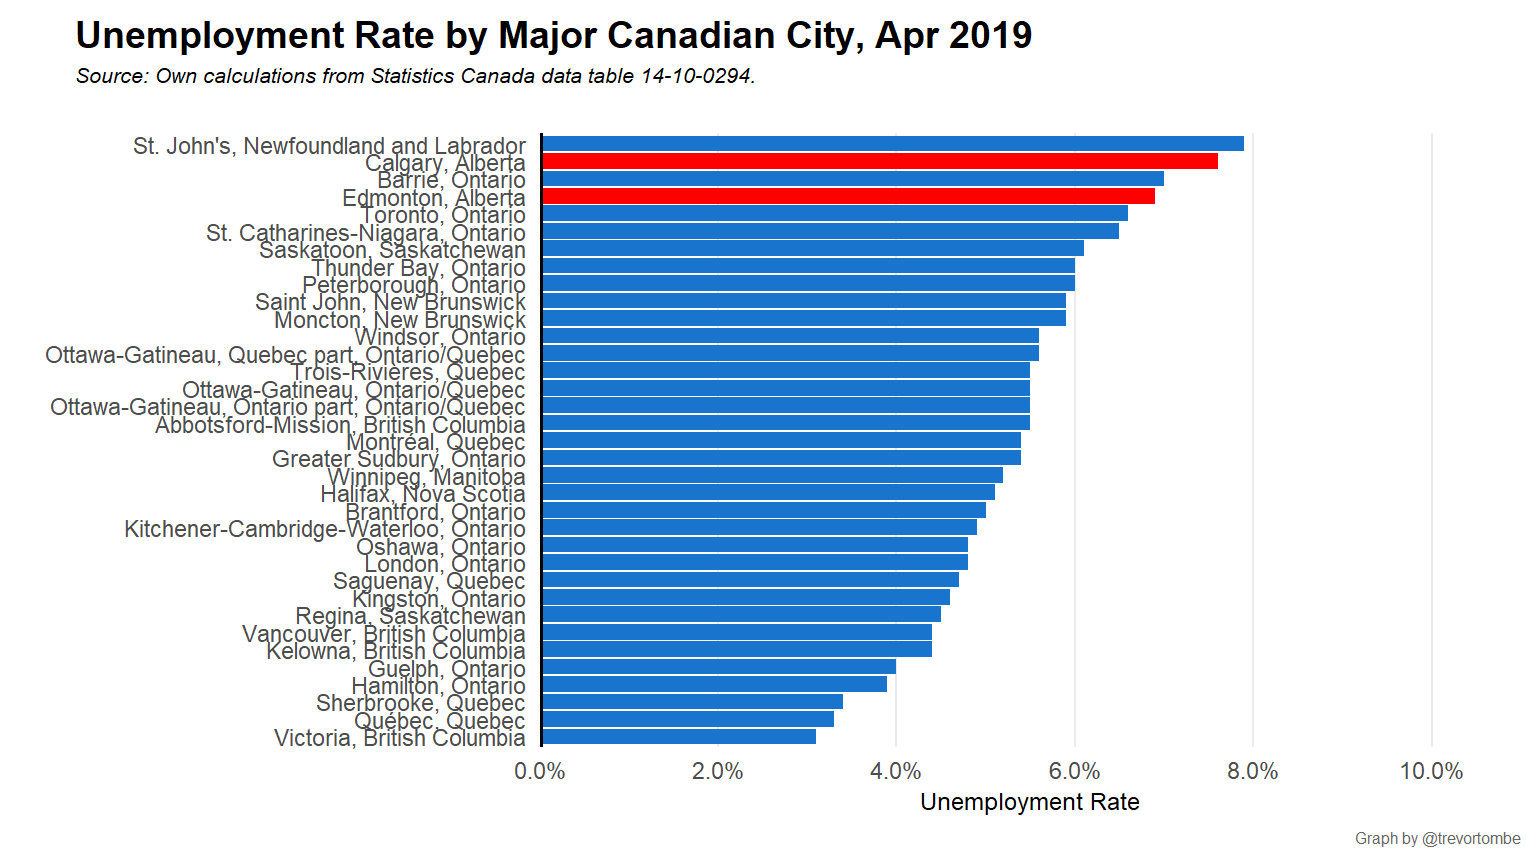 Unemployment Rate by Major Canadian City, Apr 2019
Source: Own calculations from Statistics Canada data table 14-10-0294.
St. John's, Newfoundland and Labrador
Calgary, Alberta
Barrie, Ontario
Edmonton, Alberta
Toronto, Ontario
St. Catharines-Niagara, Ontario
Saskatoon, Saskatchewan
Thunder Bay, Ontario
Peterborough, Ontario
Saint John, New Brunswick
Moncton, New Brunswick
Windsor, Ontario
Ottawa-Gatineau, Quebec part, Ontario/Quebec
Trois-Rivières, Quebec
Ottawa-Gatineau, Ontario/Quebec
Ottawa-Gatineau, Ontario part, Ontario/Quebec
Abbotsford-Mission, British Columbia
Montréal, Quebec
Greater Sudbury, Ontario
Winnipeg, Manitoba
Halifax, Nova Scotia
Brantford, Ontario
Kitchener-Cambridge-Waterloo, Ontario
Oshawa, Ontario
London, Ontario
Saguenay, Quebec
Kingston, Ontario
Regina, Saskatchewan
Vancouver, British Columbia
Kelowna, British Columbia
Guelph, Ontario
Hamilton, Ontario
Sherbrooke, Quebec
Québec, Quebec
Victoria, British Columbia
0.0% 2.0% 4.0% 6.0% 8.0% 10.0%
Unemployment Rate
Graph by @trevortombe